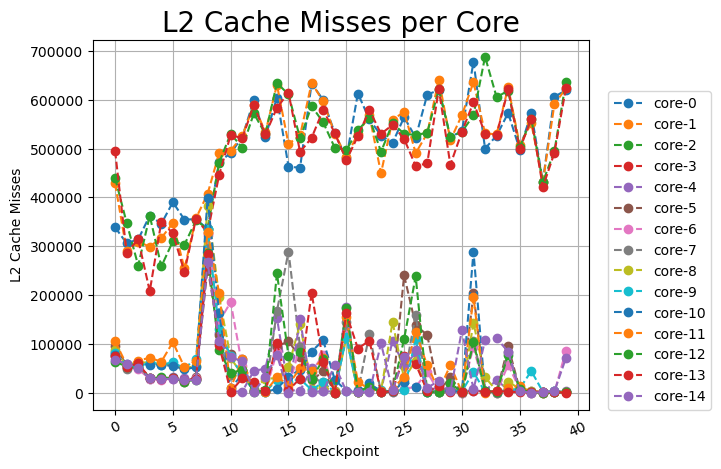 L2 Cache Misses per Core
L2 Cache Misses
700000
600000
500000
400000
300000
200000
100000
0
0 5 10 15 20 25 30 35 40
Checkpoint
core-0
core-1
core-2
core-3
core-4
core-5
core-6
core-7
core-8
core-9
core-10
core-11
core-12
core-13
core-14